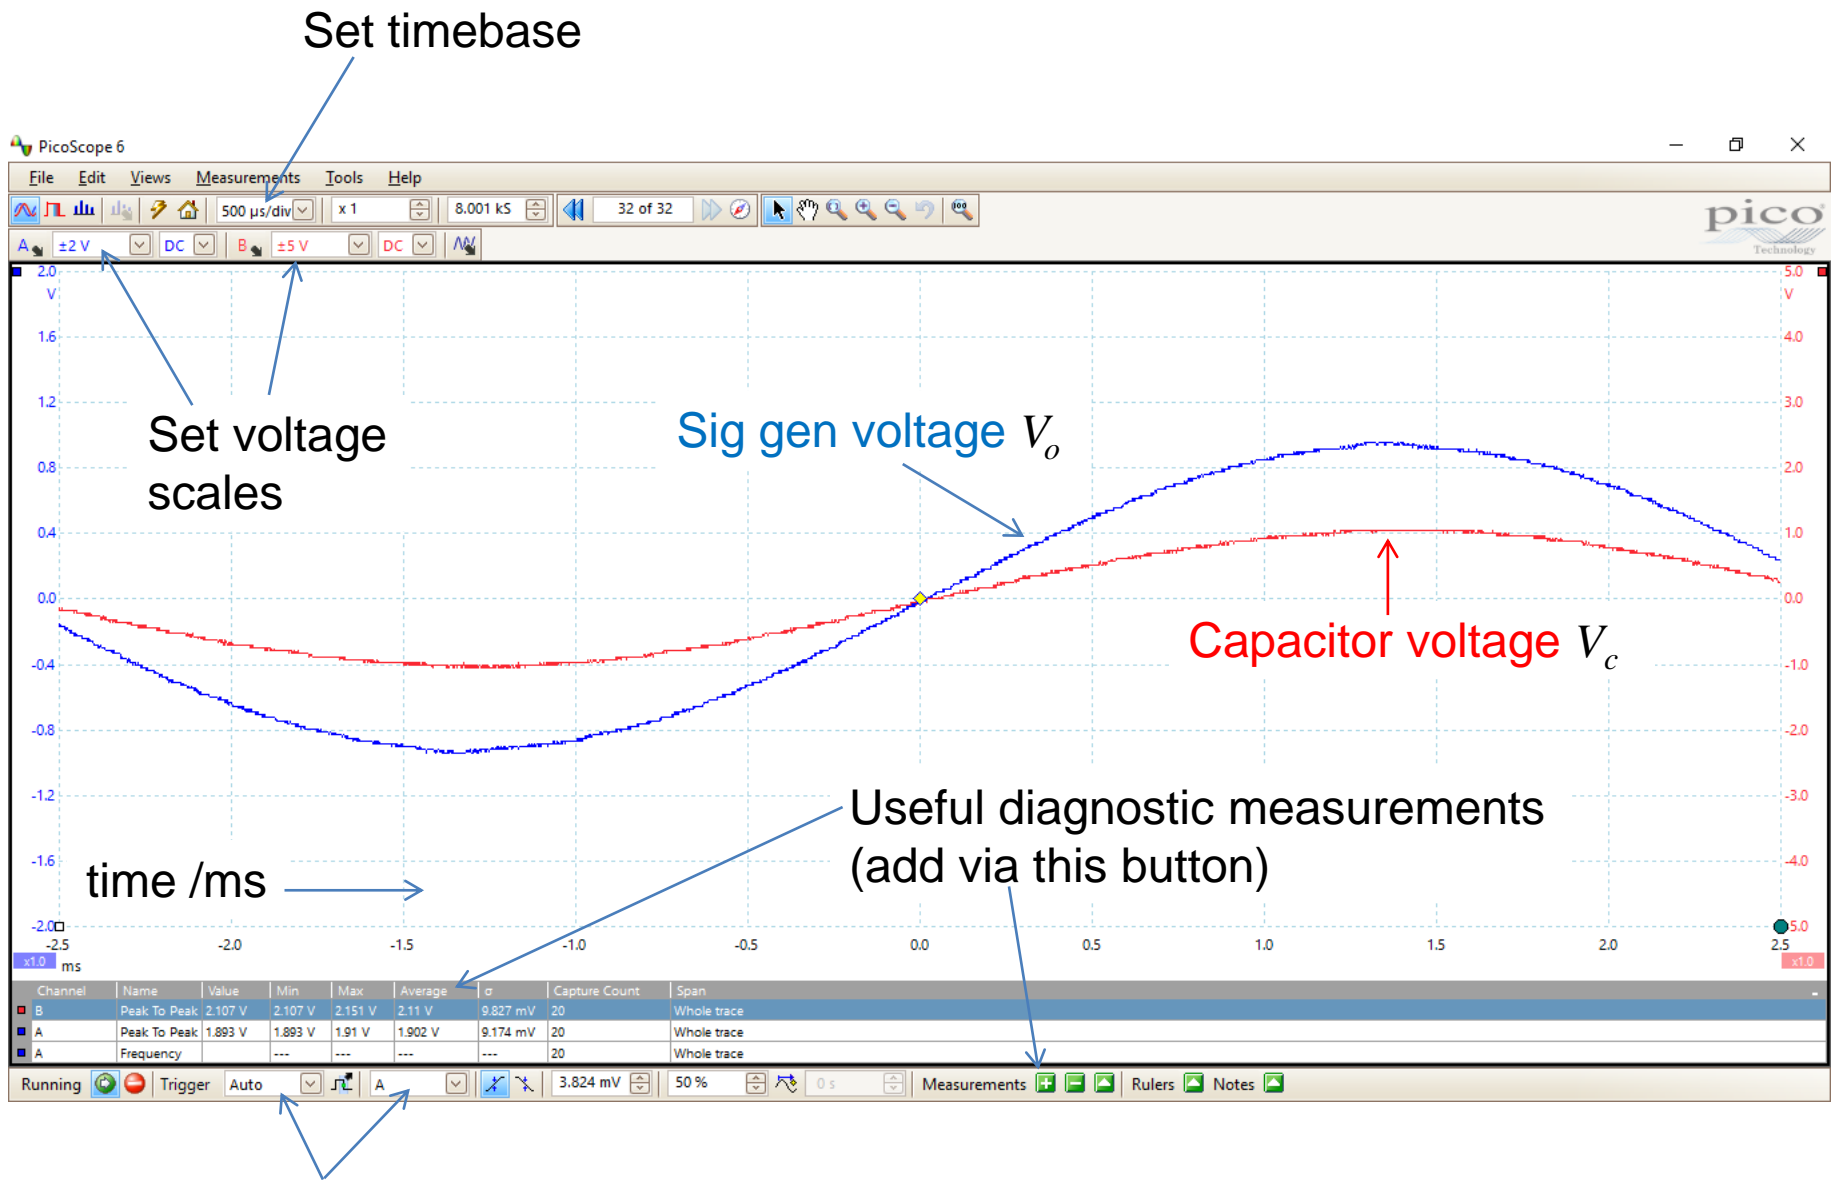 Set timebase
PicoScope 6
File Edit Views Measurements Tools Help
500 µs/div x 1 8.001 kS 32 of 32
pico
Technology
A ±2 V DC B ±5 V DC
2.0 5.0
V V
1.6 4.0
1.2 3.0
Set voltage
scales
Sig gen voltage Vo
0.8 2.0
0.4 1.0
0.0 0.0
Capacitor voltage Vc
-0.4 -1.0
-0.8 -2.0
-1.2 -3.0
Useful diagnostic measurements
(add via this button)
-1.6 -4.0
time /ms
-2.0 5.0
-2.5 -2.0 -1.5 -1.0 -0.5 0.0 0.5 1.0 1.5 2.0 2.5
x1.0 ms x1.0
Channel Name Value Min Max Average σ Capture Count Span
B Peak To Peak 2.107 V 2.107 V 2.151 V 2.11 V 9.827 mV 20 Whole trace
A Peak To Peak 1.893 V 1.893 V 1.91 V 1.902 V 9.174 mV 20 Whole trace
A Frequency --- --- --- --- 20 Whole trace
Running Trigger Auto A 3.824 mV 50 % 0 s Measurements Rulers Notes